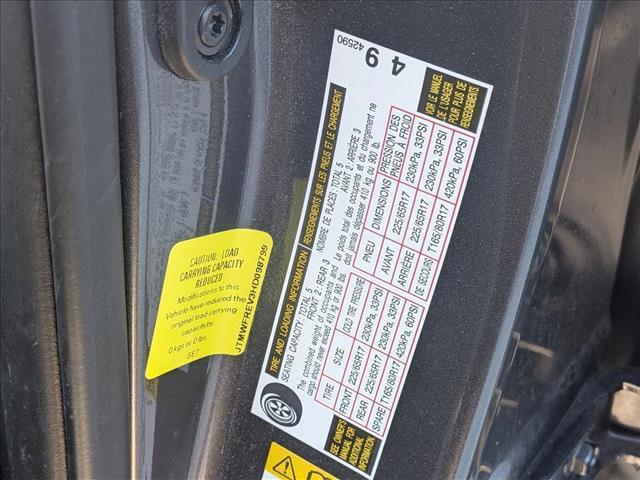 CAUTION: LOAD
CARRYING CAPACITY
REDUCED
Modifications to this
Vehicle have reduced the
original load carrying
capacity by:
0 kgs or 0 lbs.
SET
JTMWFREV3HD098799
TIRE AND LOADING INFORMATION RENSEIGNEMENTS SUR LES PNEUS ET LE CHARGEMENT
SEATING CAPACITY: TOTAL 5 NOMBRE DE PLACES: TOTAL 5
FRONT 2: REAR 3 AVANT 2: ARRIÈRE 3
The combined weight of occupants and
cargo should never exceed 410 kg or 900 lbs.
Le poids total des occupants et du chargement ne
doit jamais dépasser 410 kg ou 900 lb.
TIRE SIZE COLD TIRE PRESSURE PNEU DIMENSIONS PRESSION DES PNEUS À FROID
FRONT 225/65R17 230kPa, 33PSI AVANT 225/65R17 230kPa, 33PSI
REAR 225/65R17 230kPa, 33PSI ARRIÈRE 225/65R17 230kPa, 33PSI
SPARE T165/80R17 420kPa, 60PSI DE SECOURS T165/80R17 420kPa, 60PSI
SEE OWNER'S
MANUAL FOR
ADDITIONAL
INFORMATION
VOIR LE MANUEL
DE L'USAGER
POUR PLUS DE
RENSEIGNEMENTS
42590
4 9